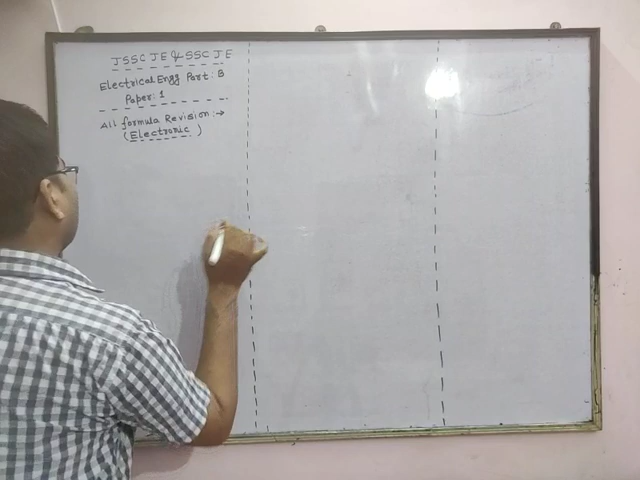 JSSC JE & SSC JE
Electrical Engg Part: B
Paper: 1
All formula Revision:→
(Electronic)